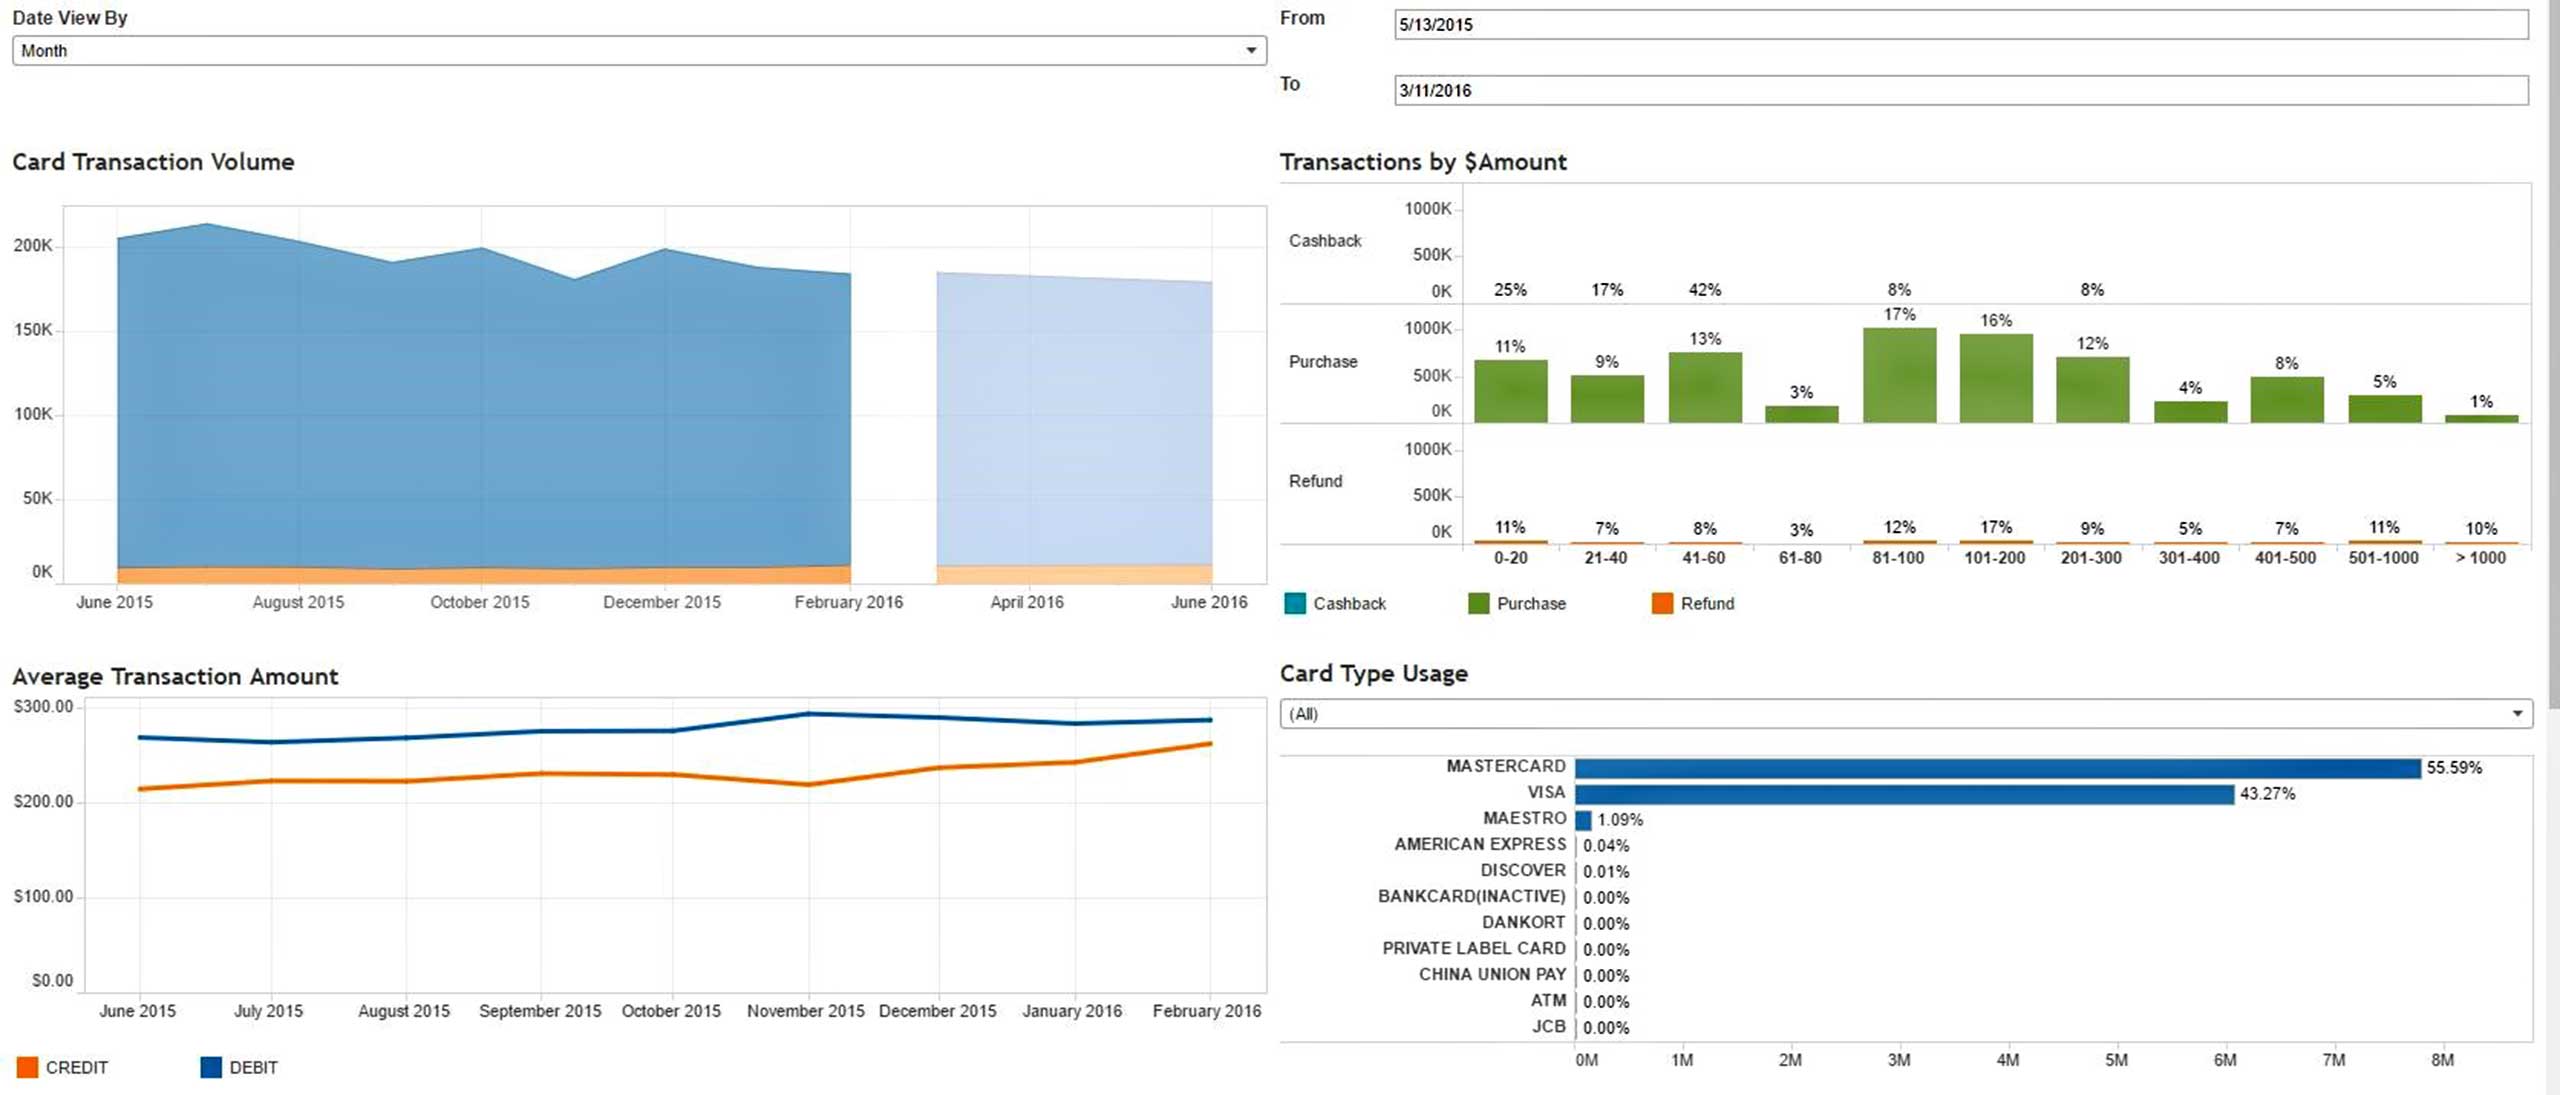 Date View By
Month
From
5/13/2015
To
3/11/2016
Card Transaction Volume
200K
150K
100K
50K
0K
June 2015 August 2015 October 2015 December 2015 February 2016 April 2016 June 2016
Transactions by $Amount
Cashback
1000K
500K
0K
25% 17% 42% 8% 8%
Purchase
1000K
500K
0K
11% 9% 13% 3% 17% 16% 12% 4% 8% 5% 1%
Refund
1000K
500K
0K
11% 7% 8% 3% 12% 17% 9% 5% 7% 11% 10%
0-20 21-40 41-60 61-80 81-100 101-200 201-300 301-400 401-500 501-1000 > 1000
Cashback Purchase Refund
Average Transaction Amount
$300.00
$200.00
$100.00
$0.00
June 2015 July 2015 August 2015 September 2015 October 2015 November 2015 December 2015 January 2016 February 2016
CREDIT DEBIT
Card Type Usage
(All)
MASTERCARD 55.59%
VISA 43.27%
MAESTRO 1.09%
AMERICAN EXPRESS 0.04%
DISCOVER 0.01%
BANKCARD(INACTIVE) 0.00%
DANKORT 0.00%
PRIVATE LABEL CARD 0.00%
CHINA UNION PAY 0.00%
ATM 0.00%
JCB 0.00%
0M 1M 2M 3M 4M 5M 6M 7M 8M